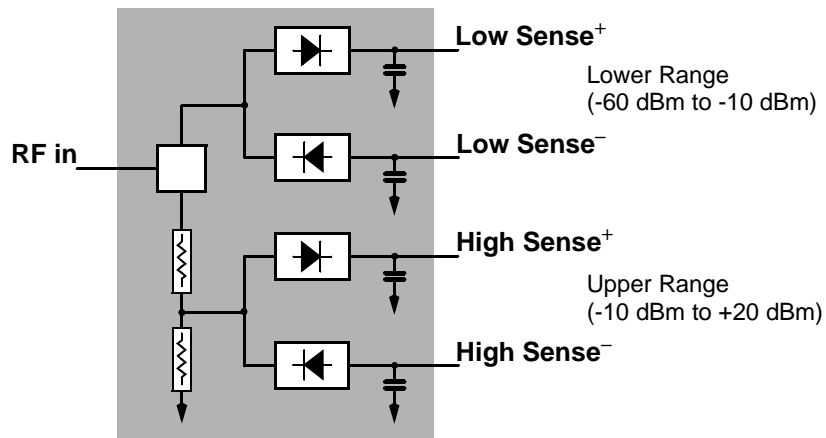 Low Sense⁺
Lower Range
(-60 dBm to -10 dBm)
RF in
Low Sense⁻
High Sense⁺
Upper Range
(-10 dBm to +20 dBm)
High Sense⁻